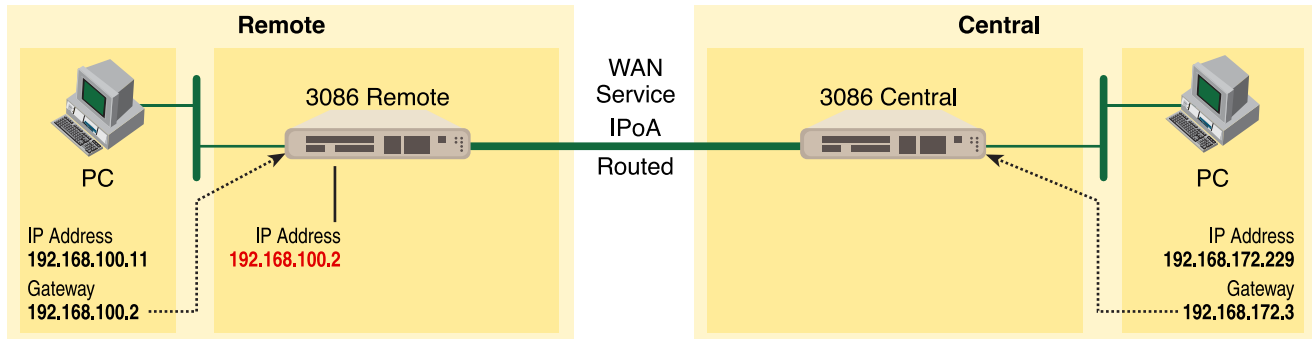 Remote
Central
WAN
Service
IPoA
Routed
3086 Remote
3086 Central
PC
PC
IP Address
192.168.100.11
Gateway
192.168.100.2
IP Address
192.168.100.2
IP Address
192.168.172.229
Gateway
192.168.172.3